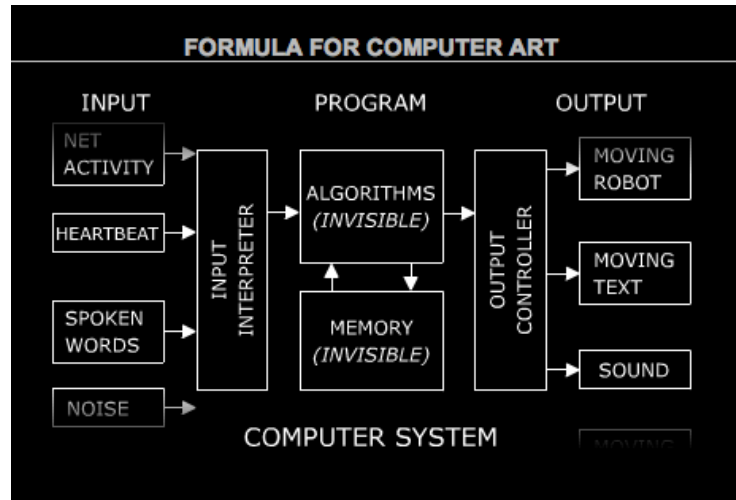 FORMULA FOR COMPUTER ART
INPUT
PROGRAM
OUTPUT
NET
ACTIVITY
HEARTBEAT
SPOKEN
WORDS
NOISE
INPUT
INTERPRETER
ALGORITHMS
(INVISIBLE)
MEMORY
(INVISIBLE)
OUTPUT
CONTROLLER
MOVING
ROBOT
MOVING
TEXT
SOUND
MOVING
COMPUTER SYSTEM